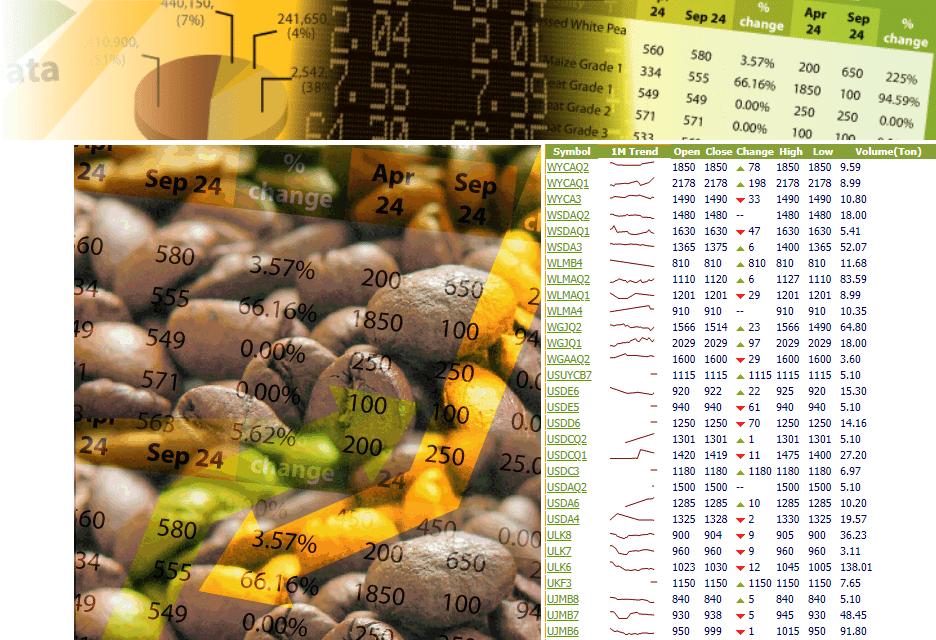 440,150,
(7%)
241,650
(4%)
410,900,
(51%)
ata
2,542,
(38%
.04 2.01
.56 7.3
24 Sep 24 % change Apr 24 Sep 24 % change
sed White Pea 560 580 3.57% 200 650 225%
Maize Grade 1 334 555 66.16% 1850 100 94.59%
eat Grade 1 549 549 0.00% 250 250 0.00%
eat Grade 2 571 571 0.00% 100 100
eat Grade 3 533
24 Sep 24 % change Apr 24 Sep 24
60 580 3.57% 200 650
34 555 66.16% 1850 100
49 549 0.00% 250 250
571 0.00% 100 100
563 5.62% 200 250 25.0
24 Sep 24 change 24
60 580 3.57% 200 650
34 555 66.16% 1850 100
49 549 0.00% 250
Symbol 1M Trend Open Close Change High Low Volume(Ton)
WYCAQ2 1850 1850 78 1850 1850 9.59
WYCAQ1 2178 2178 198 2178 2178 8.99
WYCA3 1490 1490 33 1490 1490 10.80
WSDAQ2 1480 1480 -- 1480 1480 18.00
WSDAQ1 1630 1630 47 1630 1630 5.41
WSDA3 1365 1375 6 1400 1365 52.07
WLMB4 810 810 810 810 810 11.68
WLMAQ2 1110 1120 6 1127 1110 83.59
WLMAQ1 1201 1201 29 1201 1201 8.99
WLMA4 910 910 -- 910 910 10.35
WGJQ2 1566 1514 23 1566 1490 64.80
WGJQ1 2029 2029 97 2029 2029 18.00
WGAAQ2 1600 1600 29 1600 1600 3.60
USUYCB7 1115 1115 1115 1115 1115 5.10
USDE6 920 922 22 925 920 15.30
USDE5 940 940 61 940 940 5.10
USDD6 1250 1250 70 1250 1250 14.16
USDCQ2 1301 1301 1 1301 1301 5.10
USDCQ1 1420 1419 11 1475 1400 27.20
USDC3 1180 1180 1180 1180 1180 6.97
USDAQ2 1500 1500 -- 1500 1500 5.10
USDA6 1285 1285 10 1285 1285 10.20
USDA4 1325 1328 2 1330 1325 19.57
ULK8 900 904 9 905 900 36.23
ULK7 960 960 9 960 960 3.11
ULK6 1023 1030 12 1045 1005 138.01
UKF3 1150 1150 1150 1150 1150 7.65
UJMB8 840 840 5 840 840 5.10
UJMB7 930 938 5 945 930 48.45
UJMB6 950 999 1 1015 950 91.80